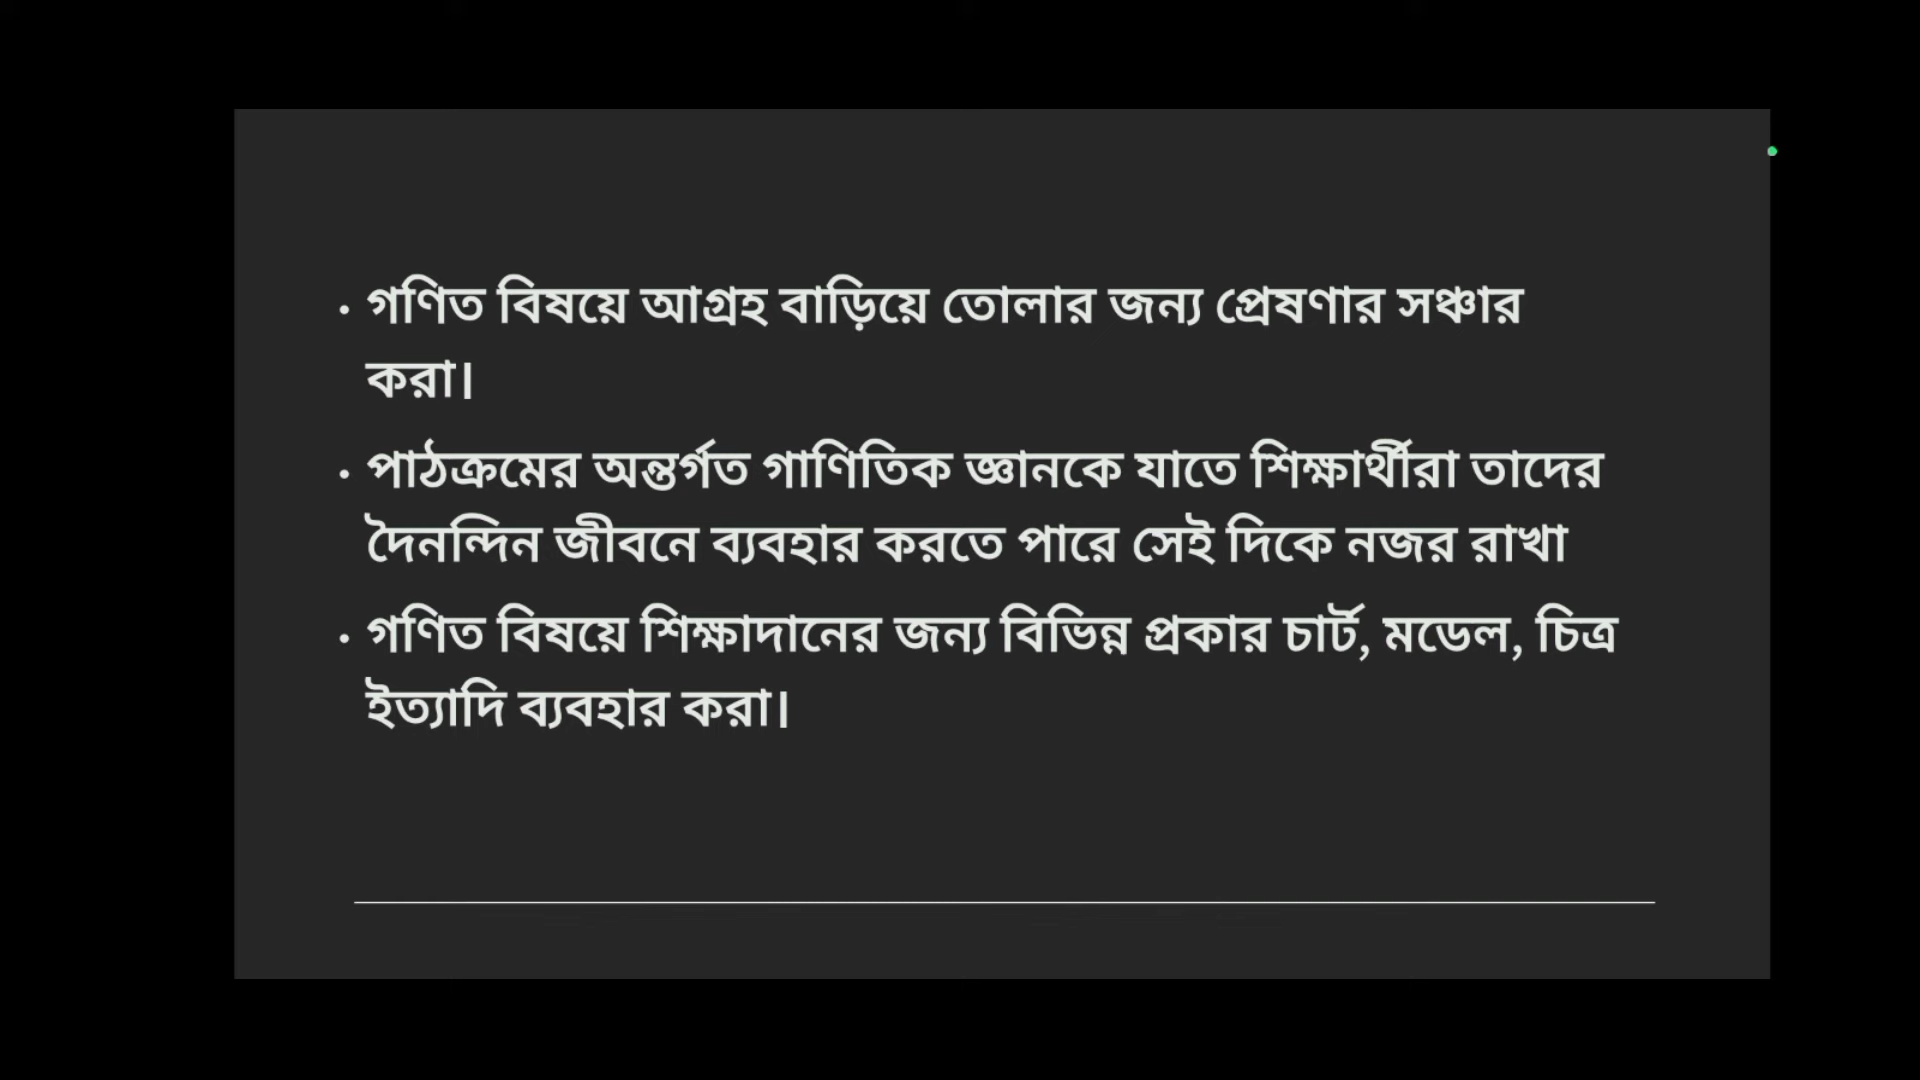 • গণিত বিষয়ে আগ্রহ বাড়িয়ে তোলার জন্য প্রেষণার সঞ্চার
করা।
• পাঠক্রমের অন্তর্গত গাণিতিক জ্ঞানকে যাতে শিক্ষার্থীরা তাদের
দৈনন্দিন জীবনে ব্যবহার করতে পারে সেই দিকে নজর রাখা
• গণিত বিষয়ে শিক্ষাদানের জন্য বিভিন্ন প্রকার চার্ট, মডেল, চিত্র
ইত্যাদি ব্যবহার করা।